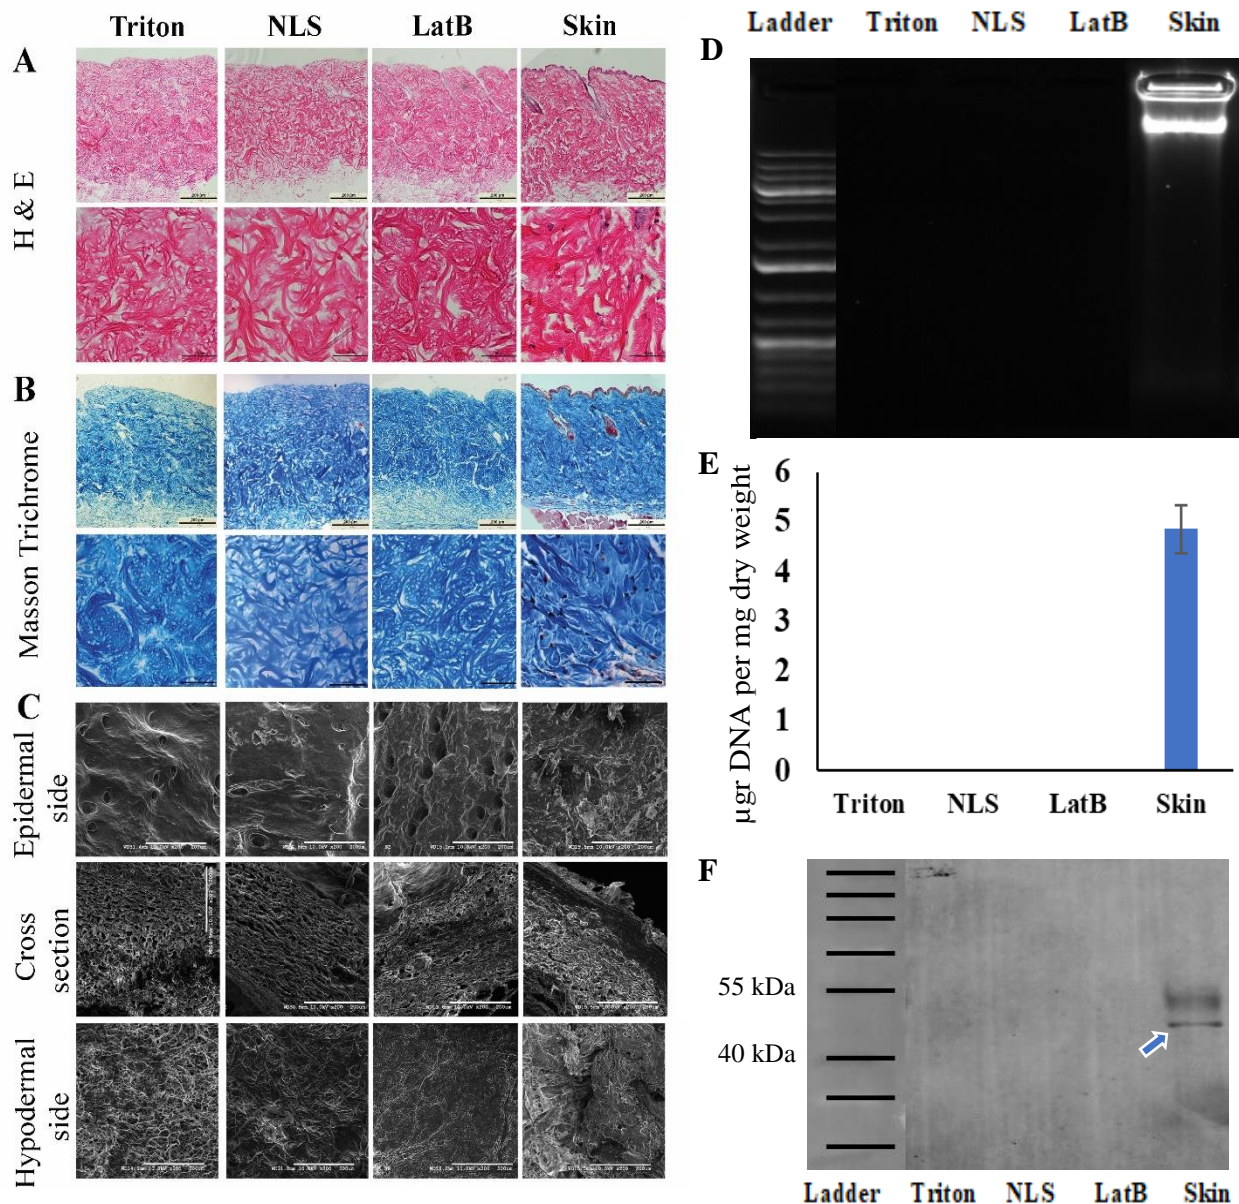 Triton NLS LatB Skin
A
H & E
B
Masson Trichrome
C
Epidermal side
Cross section
Hypodermal side
Ladder Triton NLS LatB Skin
D
E
µgr DNA per mg dry weight
6
5
4
3
2
1
0
Triton NLS LatB Skin
F
55 kDa
40 kDa
Ladder Triton NLS LatB Skin